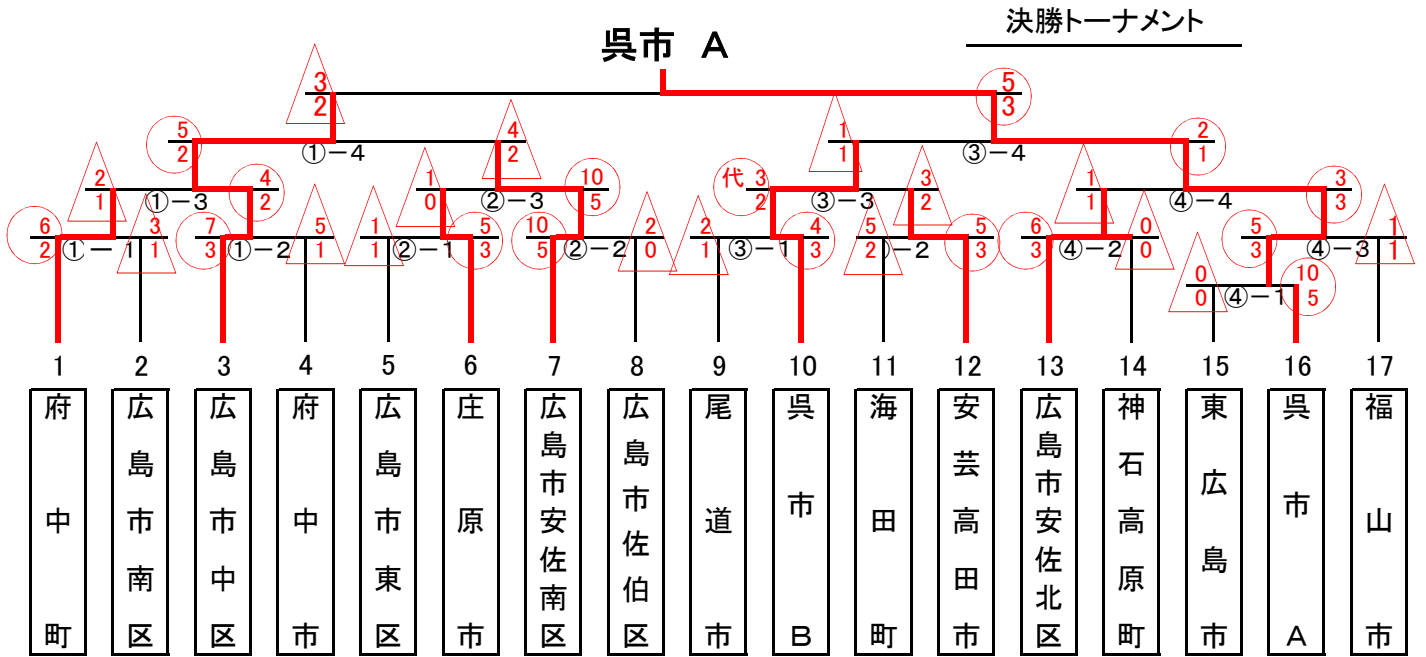 決勝トーナメント
呉市 A
3 5
2 3
5 4 1 2
2 ①-4 2 1 ③-4 1
2 4 1 10 代 3 3 1 3
1 ①-3 2 0 ②-3 5 2 ③-3 2 1 ④-4 3
6 3 7 5 1 5 10 2 2 4 5 5 6 0 5 1
2 ①-1 1 3 ①-2 1 1 ②-1 3 5 ②-2 0 1 ③-1 3 2 -2 3 3 ④-2 0 3 ④-3 1
0 10
0 ④-1 5
1 2 3 4 5 6 7 8 9 10 11 12 13 14 15 16 17
府中町
広島市南区
広島市中区
府中市
広島市東区
庄原市
広島市安佐南区
広島市佐伯区
尾道市
呉市B
海田町
安芸高田市
広島市安佐北区
神石高原町
東広島市
呉市A
福山市